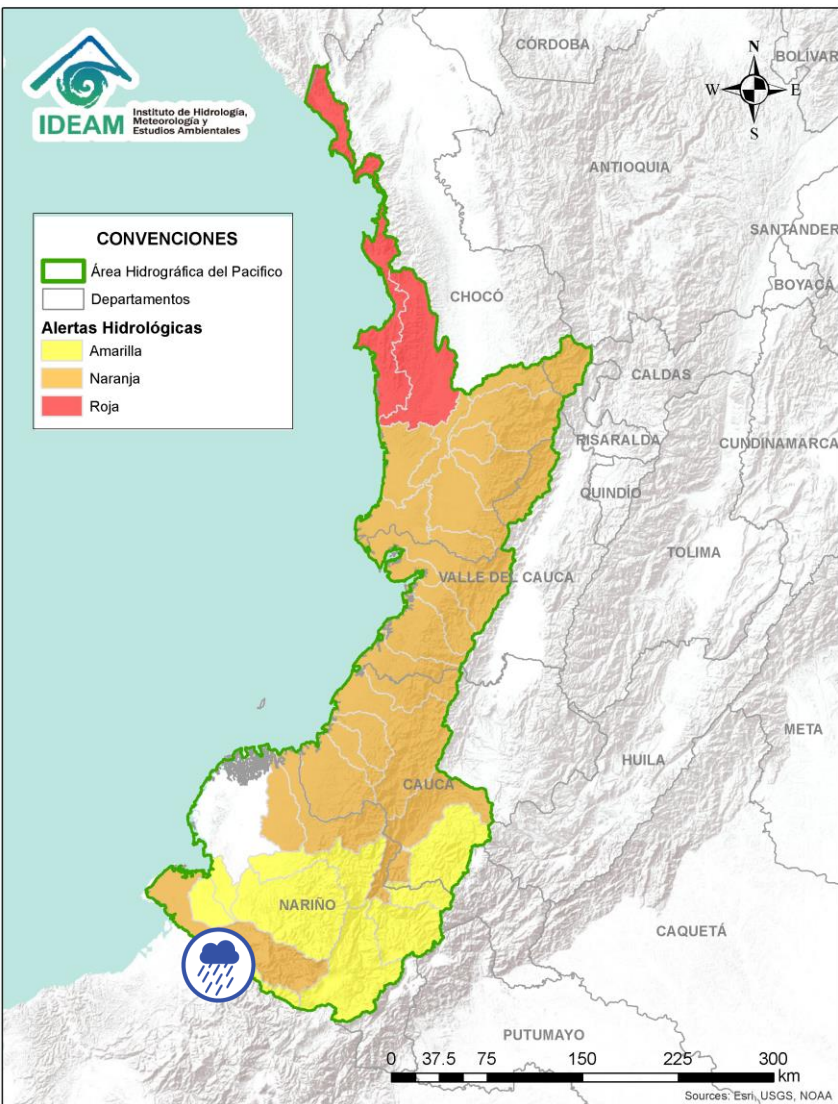 IDEAM
Instituto de Hidrología,
Meteorología y
Estudios Ambientales
N
W
E
S
CÓRDOBA
BOLÍVAR
ANTIOQUIA
SANTANDER
BOYACÁ
CHOCÓ
CALDAS
RISARALDA
CUNDINAMARCA
QUINDÍO
TOLIMA
VALLE DEL CAUCA
META
HUILA
CAUCA
NARIÑO
CAQUETÁ
PUTUMAYO
CONVENCIONES
Área Hidrográfica del Pacifico
Departamentos
Alertas Hidrológicas
Amarilla
Naranja
Roja
0 37.5 75 150 225 300
km
Sources: Esri, USGS, NOAA